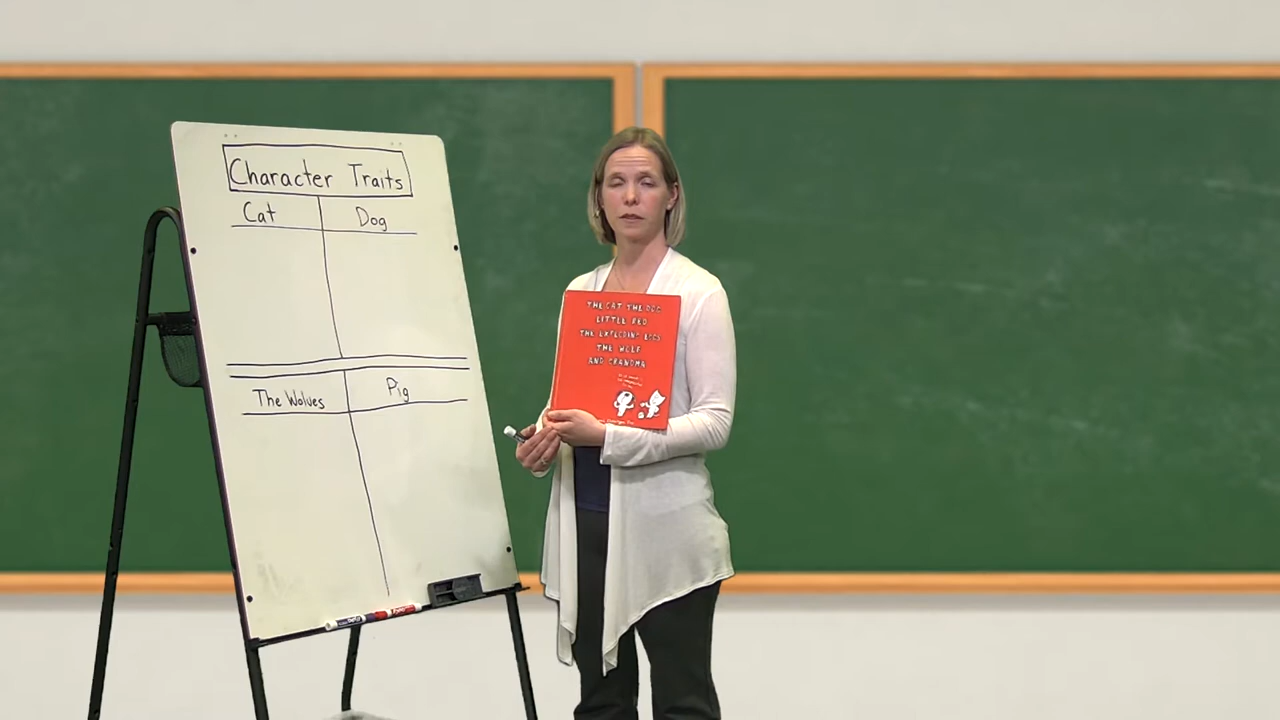 Character Traits
Cat
Dog
The Wolves
Pig
THE CAT THE DOG
LITTLE RED
THE EXPLODING EGGS
THE WOLF
AND GRANDMA